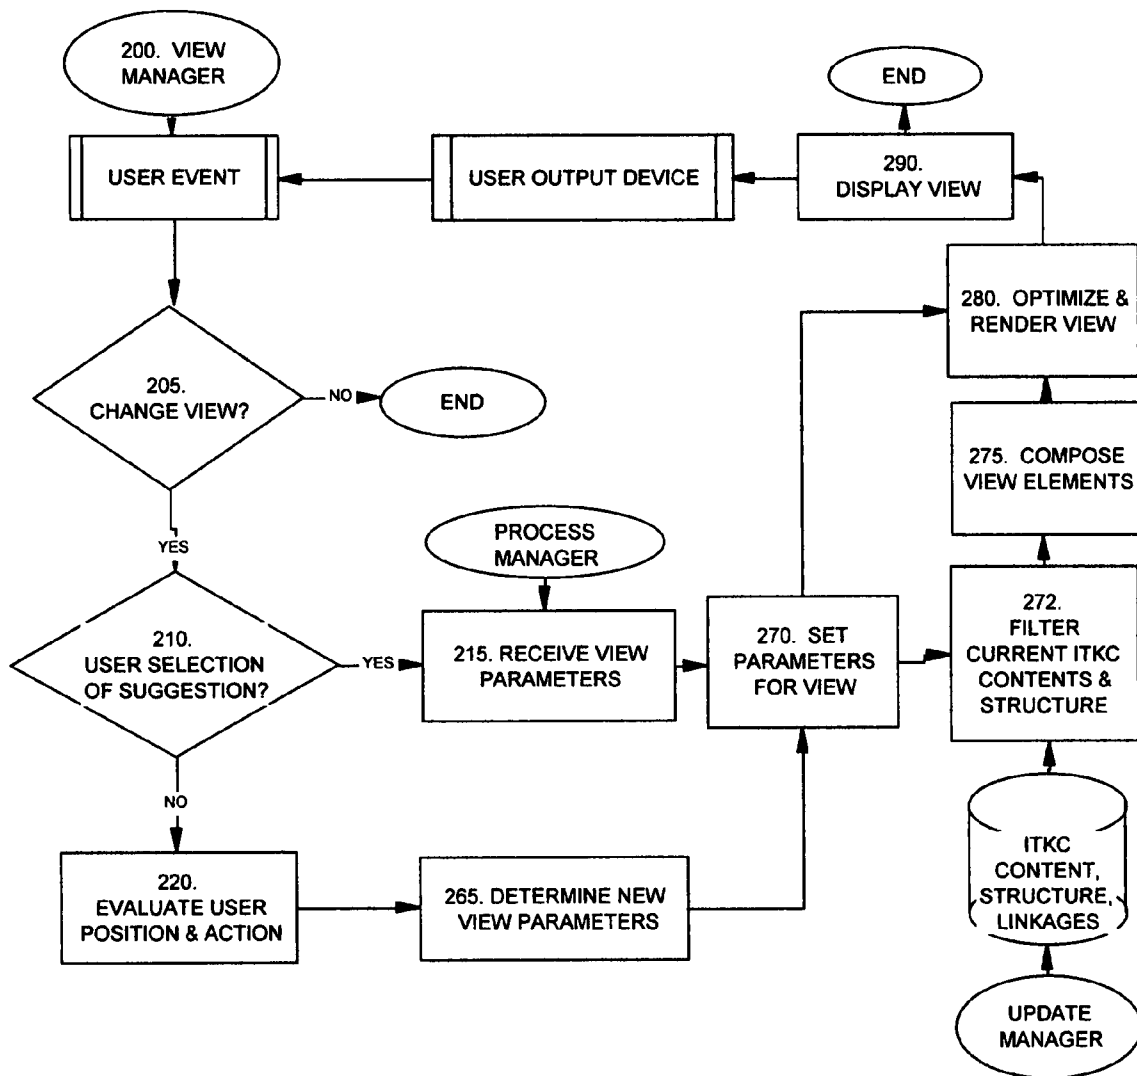 200. VIEW
MANAGER
END
USER EVENT
USER OUTPUT DEVICE
290.
DISPLAY VIEW
280. OPTIMIZE &
RENDER VIEW
205.
CHANGE VIEW?
NO
END
275. COMPOSE
VIEW ELEMENTS
YES
PROCESS
MANAGER
210.
USER SELECTION
OF SUGGESTION?
YES
215. RECEIVE VIEW
PARAMETERS
270. SET
PARAMETERS
FOR VIEW
272.
FILTER
CURRENT ITKC
CONTENTS &
STRUCTURE
NO
ITKC
CONTENT,
STRUCTURE,
LINKAGES
220.
EVALUATE USER
POSITION & ACTION
265. DETERMINE NEW
VIEW PARAMETERS
UPDATE
MANAGER